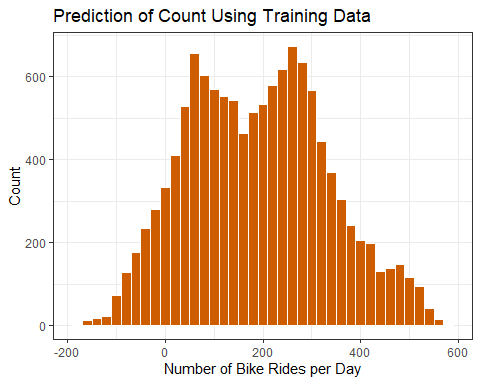 Prediction of Count Using Training Data
600
400
200
0
Count
-200 0 200 400 600
Number of Bike Rides per Day